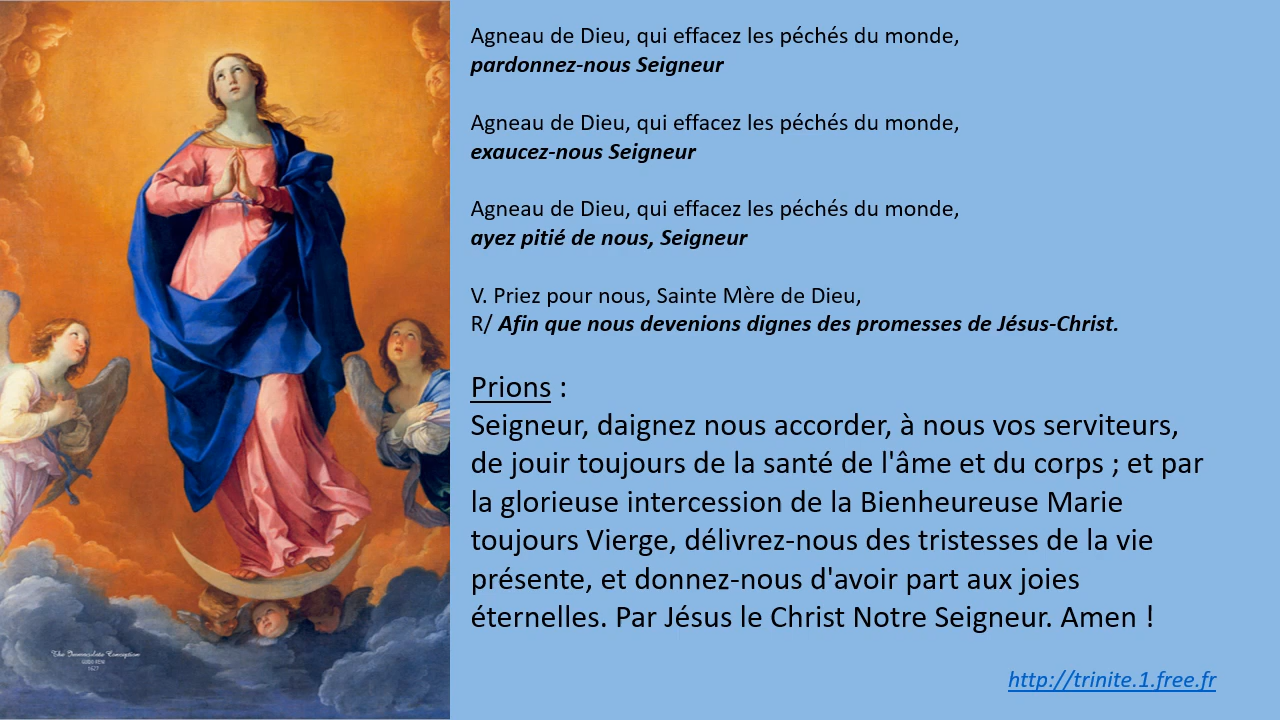 Agneau de Dieu, qui effacez les péchés du monde,
pardonnez-nous Seigneur
Agneau de Dieu, qui effacez les péchés du monde,
exaucez-nous Seigneur
Agneau de Dieu, qui effacez les péchés du monde,
ayez pitié de nous, Seigneur
V. Priez pour nous, Sainte Mère de Dieu,
R/ Afin que nous devenions dignes des promesses de Jésus-Christ.
Prions :
Seigneur, daignez nous accorder, à nous vos serviteurs,
de jouir toujours de la santé de l'âme et du corps ; et par
la glorieuse intercession de la Bienheureuse Marie
toujours Vierge, délivrez-nous des tristesses de la vie
présente, et donnez-nous d'avoir part aux joies
éternelles. Par Jésus le Christ Notre Seigneur. Amen !
http://trinite.1.free.fr
The Immaculate Conception
GUIDO RENI
1627